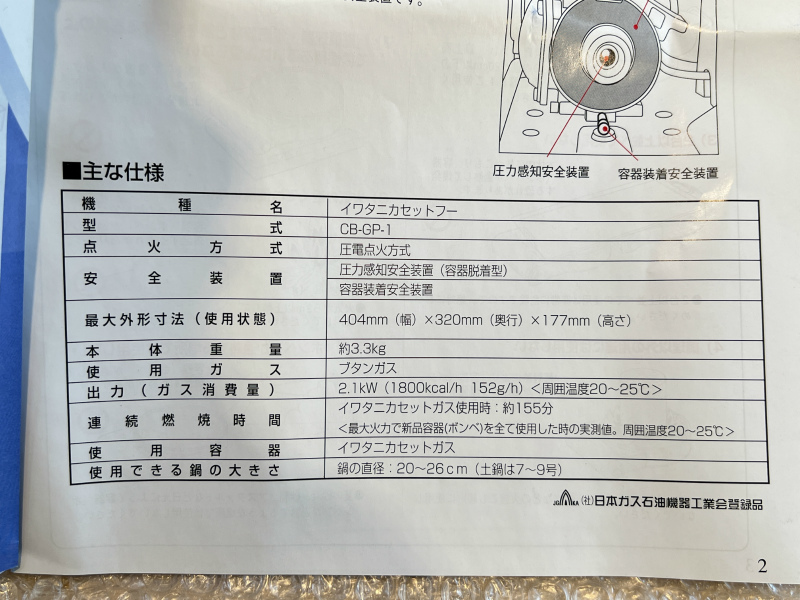 装置です。
圧力感知安全装置 容器装着安全装置
■主な仕様
機種名 イワタニカセットフー
型式 CB-GP-1
点火方式 圧電点火方式
安全装置 圧力感知安全装置（容器脱着型）
容器装着安全装置
最大外形寸法（使用状態） 404mm（幅）×320mm（奥行）×177mm（高さ）
本体重量 約3.3kg
使用ガス ブタンガス
出力（ガス消費量） 2.1kW（1800kcal/h 152g/h）＜周囲温度20〜25℃＞
連続燃焼時間 イワタニカセットガス使用時：約155分
＜最大火力で新品容器(ボンベ)を全て使用した時の実測値。周囲温度20〜25℃＞
使用容器 イワタニカセットガス
使用できる鍋の大きさ 鍋の直径：20〜26cm（土鍋は7〜9号）
JGKA （社）日本ガス石油機器工業会登録品
2